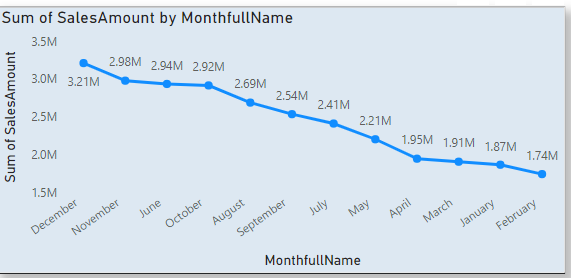 Sum of SalesAmount by MonthfullName
Sum of SalesAmount
3.5M
3.0M
2.5M
2.0M
1.5M
3.21M
2.98M
2.94M
2.92M
2.69M
2.54M
2.41M
2.21M
1.95M
1.91M
1.87M
1.74M
December
November
June
October
August
September
July
May
April
March
January
February
MonthfullName